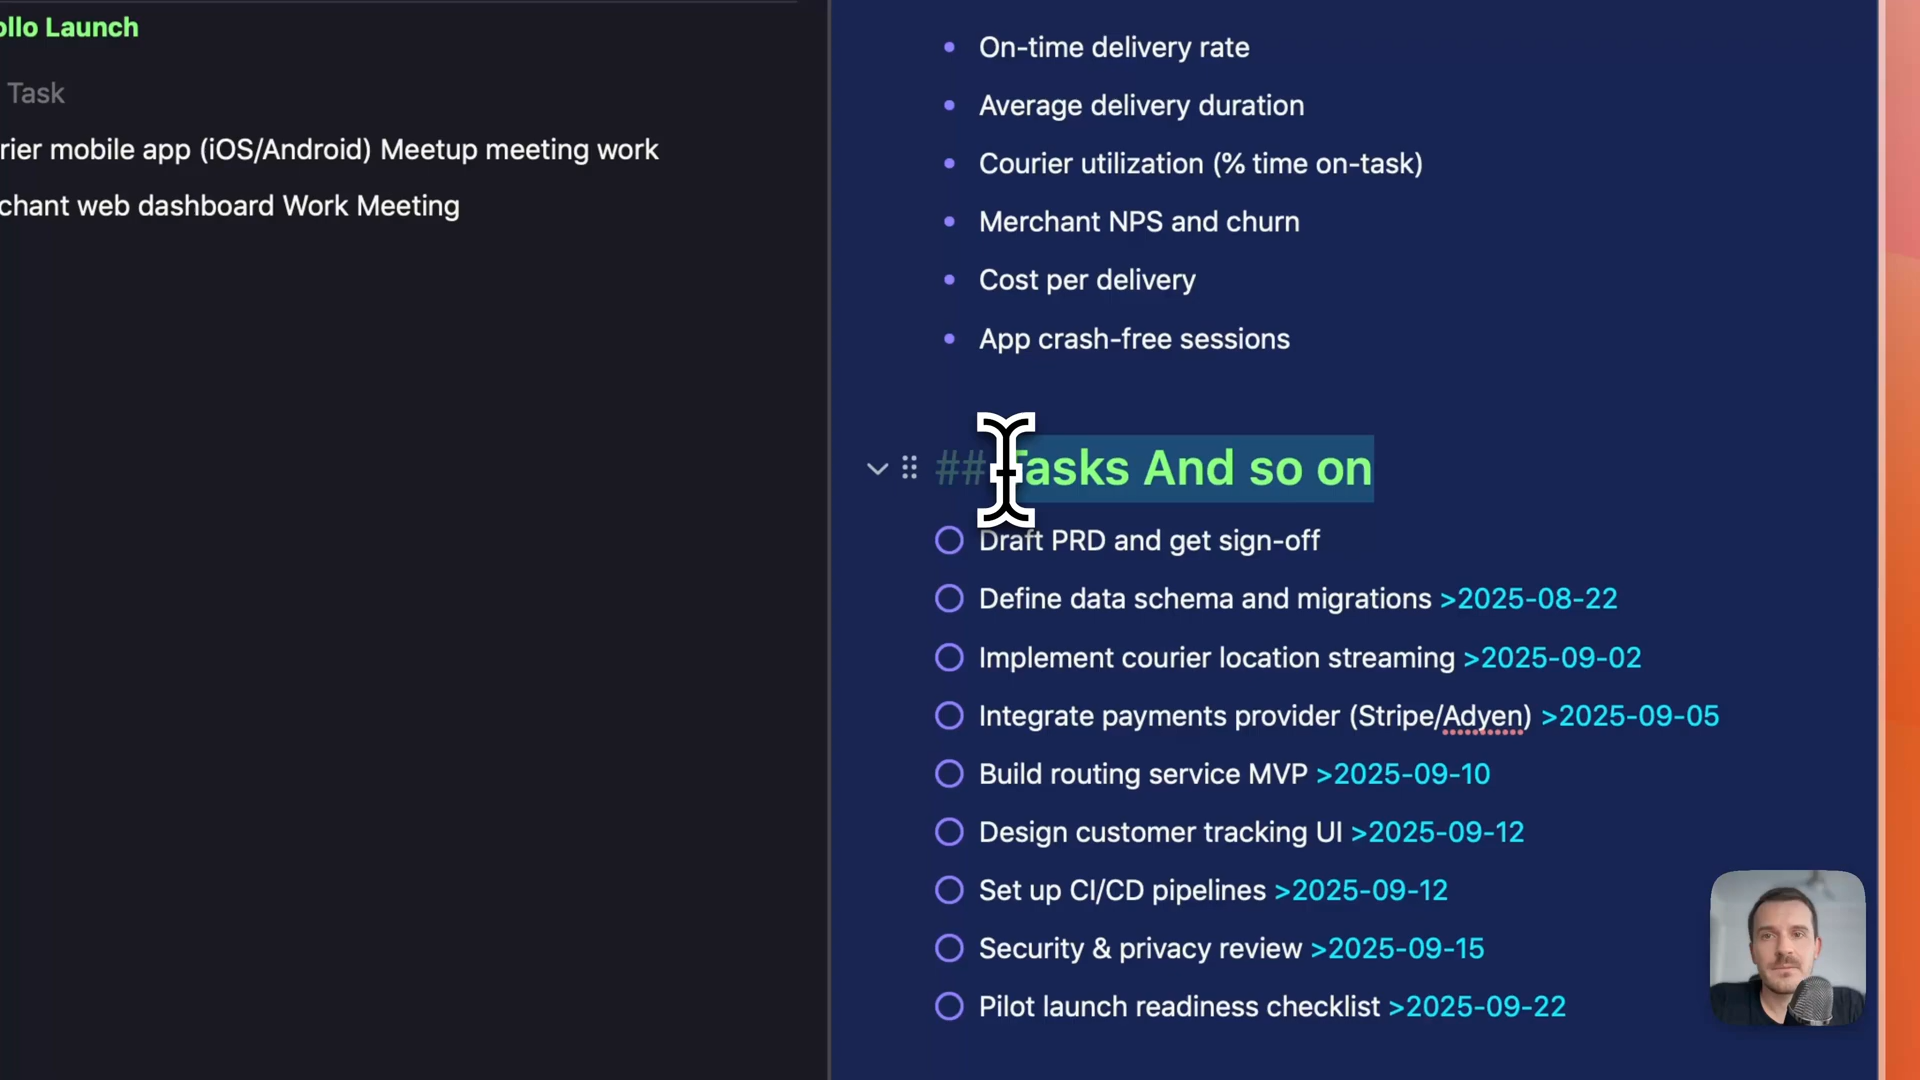 ollo Launch
Task
rier mobile app (iOS/Android) Meetup meeting work
chant web dashboard Work Meeting
On-time delivery rate
Average delivery duration
Courier utilization (% time on-task)
Merchant NPS and churn
Cost per delivery
App crash-free sessions
## Tasks And so on
Draft PRD and get sign-off
Define data schema and migrations >2025-08-22
Implement courier location streaming >2025-09-02
Integrate payments provider (Stripe/Adyen) >2025-09-05
Build routing service MVP >2025-09-10
Design customer tracking UI >2025-09-12
Set up CI/CD pipelines >2025-09-12
Security & privacy review >2025-09-15
Pilot launch readiness checklist >2025-09-22